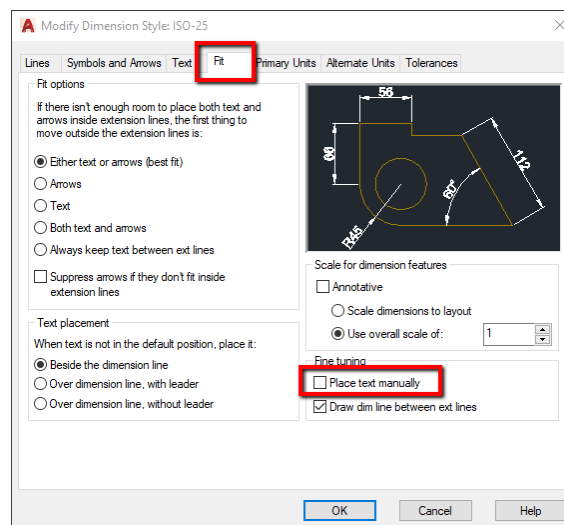 Modify Dimension Style: ISO-25
Lines Symbols and Arrows Text Fit Primary Units Alternate Units Tolerances
Fit options
If there isn't enough room to place both text and
arrows inside extension lines, the first thing to
move outside the extension lines is:
Either text or arrows (best fit)
Arrows
Text
Both text and arrows
Always keep text between ext lines
Suppress arrows if they don't fit inside
extension lines
Text placement
When text is not in the default position, place it:
Beside the dimension line
Over dimension line, with leader
Over dimension line, without leader
56
60
112
60°
R45
Scale for dimension features
Annotative
Scale dimensions to layout
Use overall scale of: 1
Fine tuning
Place text manually
Draw dim line between ext lines
OK Cancel Help